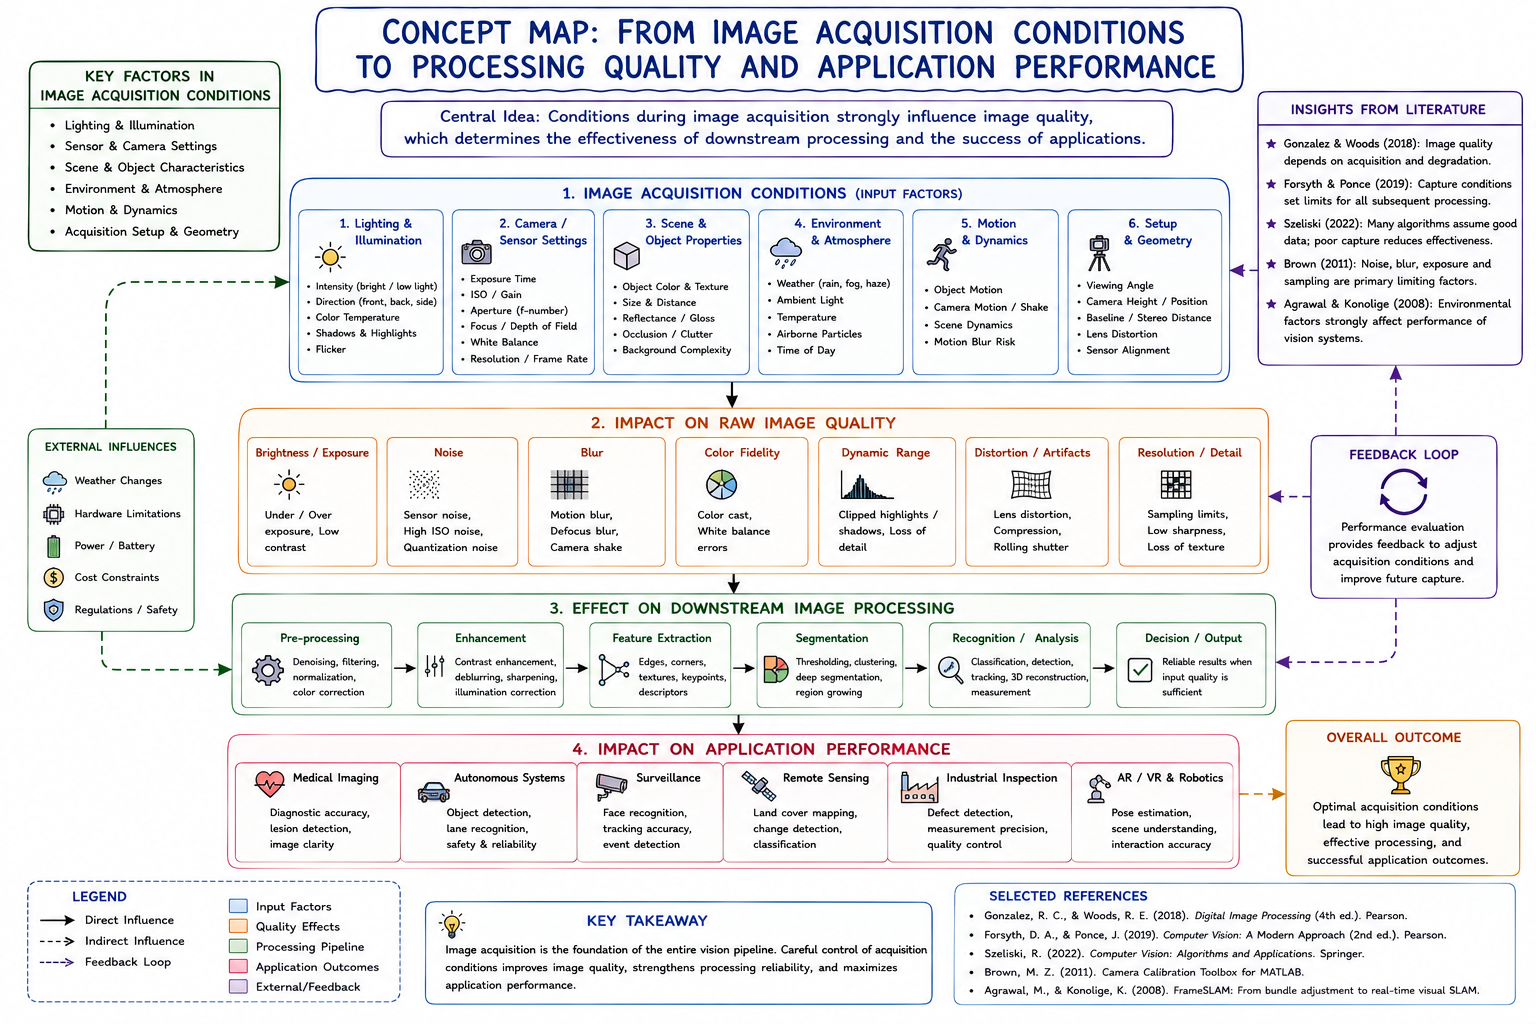 CONCEPT MAP: FROM IMAGE ACQUISITION CONDITIONS
TO PROCESSING QUALITY AND APPLICATION PERFORMANCE
Central Idea: Conditions during image acquisition strongly influence image quality,
which determines the effectiveness of downstream processing and the success of applications.
KEY FACTORS IN
IMAGE ACQUISITION CONDITIONS
• Lighting & Illumination
• Sensor & Camera Settings
• Scene & Object Characteristics
• Environment & Atmosphere
• Motion & Dynamics
• Acquisition Setup & Geometry
INSIGHTS FROM LITERATURE
★ Gonzalez & Woods (2018): Image quality
depends on acquisition and degradation.
★ Forsyth & Ponce (2019): Capture conditions
set limits for all subsequent processing.
★ Szeliski (2022): Many algorithms assume good
data; poor capture reduces effectiveness.
★ Brown (2011): Noise, blur, exposure and
sampling are primary limiting factors.
★ Agrawal & Konolige (2008): Environmental
factors strongly affect performance of
vision systems.
1. IMAGE ACQUISITION CONDITIONS (INPUT FACTORS)
1. Lighting &
Illumination
• Intensity (bright / low light)
• Direction (front, back, side)
• Color Temperature
• Shadows & Highlights
• Flicker
2. Camera /
Sensor Settings
• Exposure Time
• ISO / Gain
• Aperture (f-number)
• Focus / Depth of Field
• White Balance
• Resolution / Frame Rate
3. Scene &
Object Properties
• Object Color & Texture
• Size & Distance
• Reflectance / Gloss
• Occlusion / Clutter
• Background Complexity
4. Environment
& Atmosphere
• Weather (rain, fog, haze)
• Ambient Light
• Temperature
• Airborne Particles
• Time of Day
5. Motion
& Dynamics
• Object Motion
• Camera Motion / Shake
• Scene Dynamics
• Motion Blur Risk
6. Setup
& Geometry
• Viewing Angle
• Camera Height / Position
• Baseline / Stereo Distance
• Lens Distortion
• Sensor Alignment
EXTERNAL INFLUENCES
Weather Changes
Hardware Limitations
Power / Battery
$ Cost Constraints
Regulations / Safety
2. IMPACT ON RAW IMAGE QUALITY
Brightness / Exposure
Under / Over
exposure, Low
contrast
Noise
Sensor noise,
High ISO noise,
Quantization noise
Blur
Motion blur,
Defocus blur,
Camera shake
Color Fidelity
Color cast,
White balance
errors
Dynamic Range
Clipped highlights /
shadows, Loss of
detail
Distortion / Artifacts
Lens distortion,
Compression,
Rolling shutter
Resolution / Detail
Sampling limits,
Low sharpness,
Loss of texture
FEEDBACK LOOP
Performance evaluation
provides feedback to adjust
acquisition conditions and
improve future capture.
3. EFFECT ON DOWNSTREAM IMAGE PROCESSING
Pre-processing
Denoising, filtering,
normalization,
color correction
Enhancement
Contrast enhancement,
deblurring, sharpening,
illumination correction
Feature Extraction
Edges, corners,
textures, keypoints,
descriptors
Segmentation
Thresholding, clustering,
deep segmentation,
region growing
Recognition / Analysis
Classification, detection,
tracking, 3D reconstruction,
measurement
Decision / Output
Reliable results when
input quality is
sufficient
4. IMPACT ON APPLICATION PERFORMANCE
Medical Imaging
Diagnostic accuracy,
lesion detection,
image clarity
Autonomous Systems
Object detection,
lane recognition,
safety & reliability
Surveillance
Face recognition,
tracking accuracy,
event detection
Remote Sensing
Land cover mapping,
change detection,
classification
Industrial Inspection
Defect detection,
measurement precision,
quality control
AR / VR & Robotics
Pose estimation,
scene understanding,
interaction accuracy
OVERALL OUTCOME
Optimal acquisition conditions
lead to high image quality,
effective processing, and
successful application outcomes.
LEGEND
Direct Influence
Indirect Influence
Feedback Loop
Input Factors
Quality Effects
Processing Pipeline
Application Outcomes
External/Feedback
KEY TAKEAWAY
Image acquisition is the foundation of the entire vision pipeline. Careful control of acquisition
conditions improves image quality, strengthens processing reliability, and maximizes
application performance.
SELECTED REFERENCES
• Gonzalez, R. C., & Woods, R. E. (2018). Digital Image Processing (4th ed.). Pearson.
• Forsyth, D. A., & Ponce, J. (2019). Computer Vision: A Modern Approach (2nd ed.). Pearson.
• Szeliski, R. (2022). Computer Vision: Algorithms and Applications. Springer.
• Brown, M. Z. (2011). Camera Calibration Toolbox for MATLAB.
• Agrawal, M., & Konolige, K. (2008). FrameSLAM: From bundle adjustment to real-time visual SLAM.